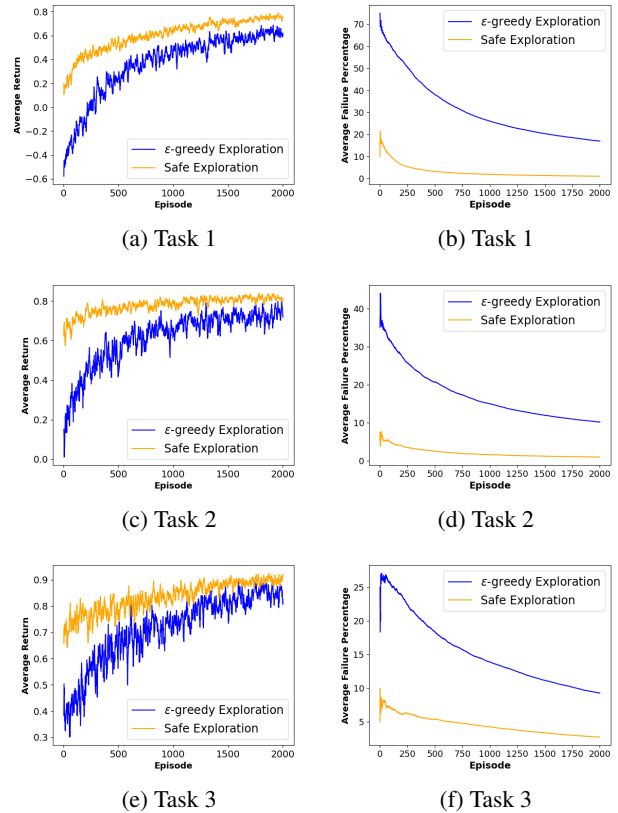 0.8
0.6
0.4
0.2
0.0
−0.2
−0.4
−0.6
Average Return
ε-greedy Exploration
Safe Exploration
0 500 1000 1500 2000
Episode
(a) Task 1
70
60
50
40
30
20
10
0
Average Failure Percentage
ε-greedy Exploration
Safe Exploration
0 250 500 750 1000 1250 1500 1750 2000
Episode
(b) Task 1
0.8
0.6
0.4
0.2
0.0
Average Return
ε-greedy Exploration
Safe Exploration
0 500 1000 1500 2000
Episode
(c) Task 2
40
30
20
10
0
Average Failure Percentage
ε-greedy Exploration
Safe Exploration
0 250 500 750 1000 1250 1500 1750 2000
Episode
(d) Task 2
0.9
0.8
0.7
0.6
0.5
0.4
0.3
Average Return
ε-greedy Exploration
Safe Exploration
0 500 1000 1500 2000
Episode
(e) Task 3
25
20
15
10
5
Average Failure Percentage
ε-greedy Exploration
Safe Exploration
0 250 500 750 1000 1250 1500 1750 2000
Episode
(f) Task 3